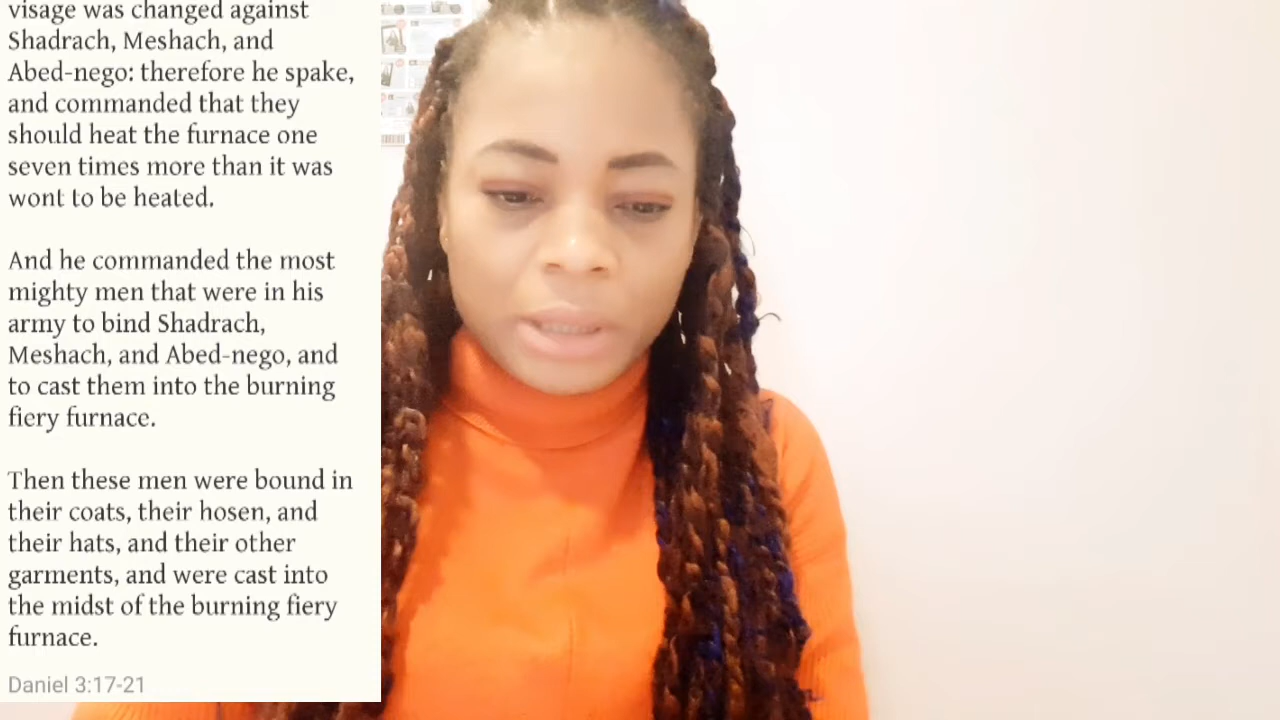 visage was changed against
Shadrach, Meshach, and
Abed-nego: therefore he spake,
and commanded that they
should heat the furnace one
seven times more than it was
wont to be heated.
And he commanded the most
mighty men that were in his
army to bind Shadrach,
Meshach, and Abed-nego, and
to cast them into the burning
fiery furnace.
Then these men were bound in
their coats, their hosen, and
their hats, and their other
garments, and were cast into
the midst of the burning fiery
furnace.
Daniel 3:17-21